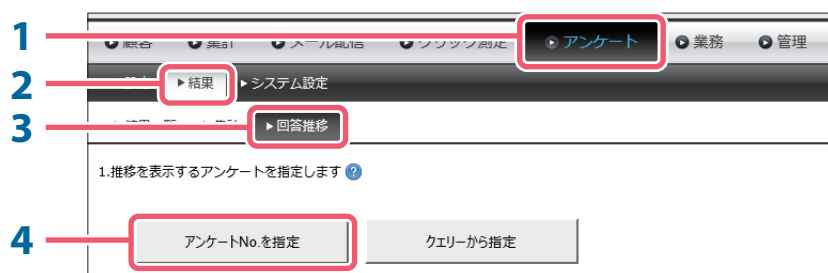 1 顧客 集計 メール配信 クリック測定 アンケート 業務 管理
2 結果 システム設定
3 回答推移
1.推移を表示するアンケートを指定します ?
4 アンケートNo.を指定 クエリーから指定